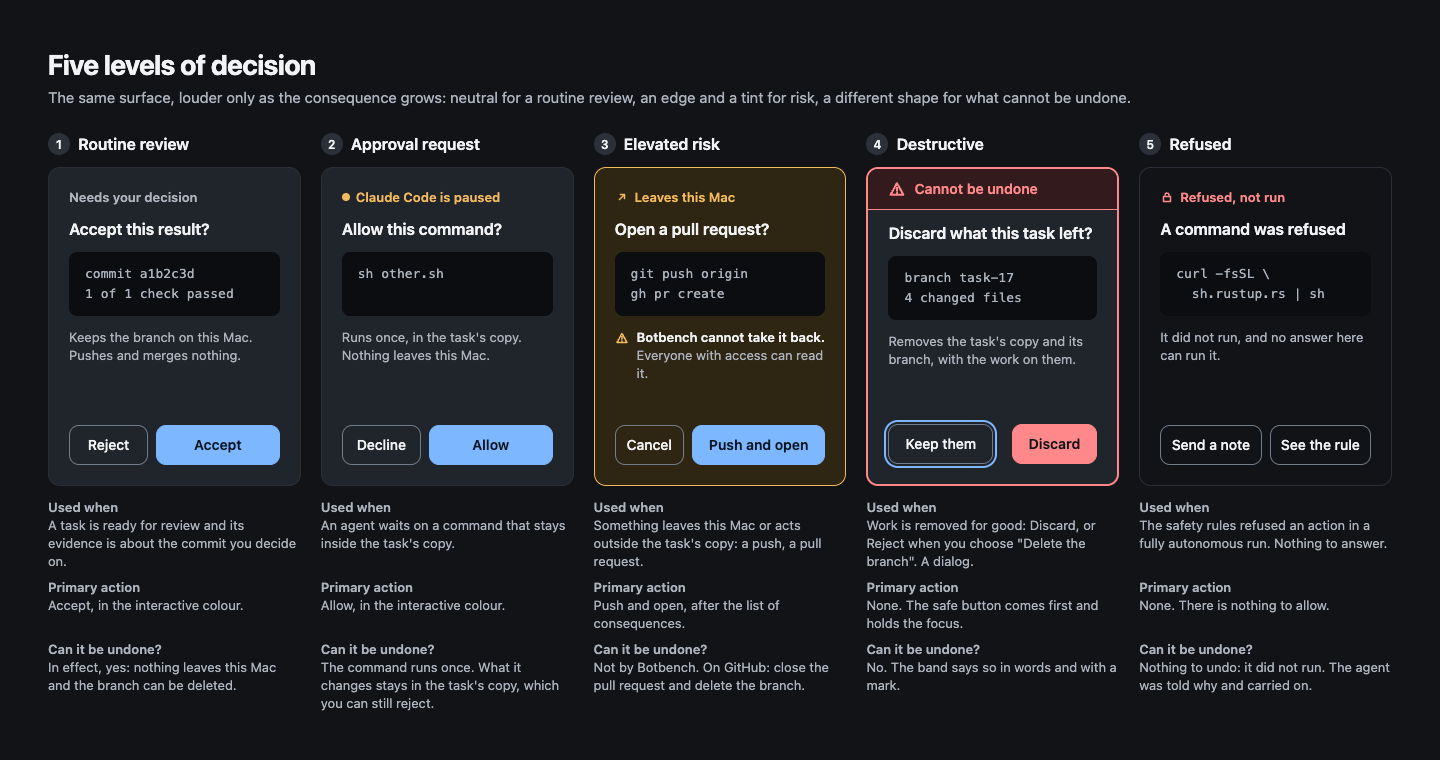 Five levels of decision
The same surface, louder only as the consequence grows: neutral for a routine review, an edge and a tint for risk, a different shape for what cannot be undone.
1 Routine review
Needs your decision
Accept this result?
commit a1b2c3d
1 of 1 check passed
Keeps the branch on this Mac.
Pushes and merges nothing.
Reject
Accept
Used when
A task is ready for review and its
evidence is about the commit you decide
on.
Primary action
Accept, in the interactive colour.
Can it be undone?
In effect, yes: nothing leaves this Mac
and the branch can be deleted.
2 Approval request
Claude Code is paused
Allow this command?
sh other.sh
Runs once, in the task's copy.
Nothing leaves this Mac.
Decline
Allow
Used when
An agent waits on a command that stays
inside the task's copy.
Primary action
Allow, in the interactive colour.
Can it be undone?
The command runs once. What it
changes stays in the task's copy, which
you can still reject.
3 Elevated risk
Leaves this Mac
Open a pull request?
git push origin
gh pr create
Botbench cannot take it back.
Everyone with access can read
it.
Cancel
Push and open
Used when
Something leaves this Mac or acts
outside the task's copy: a push, a pull
request.
Primary action
Push and open, after the list of
consequences.
Can it be undone?
Not by Botbench. On GitHub: close the
pull request and delete the branch.
4 Destructive
Cannot be undone
Discard what this task left?
branch task-17
4 changed files
Removes the task's copy and its
branch, with the work on them.
Keep them
Discard
Used when
Work is removed for good: Discard, or
Reject when you choose "Delete the
branch". A dialog.
Primary action
None. The safe button comes first and
holds the focus.
Can it be undone?
No. The band says so in words and with a
mark.
5 Refused
Refused, not run
A command was refused
curl -fsSL \
sh.rustup.rs | sh
It did not run, and no answer here
can run it.
Send a note
See the rule
Used when
The safety rules refused an action in a
fully autonomous run. Nothing to answer.
Primary action
None. There is nothing to allow.
Can it be undone?
Nothing to undo: it did not run. The agent
was told why and carried on.